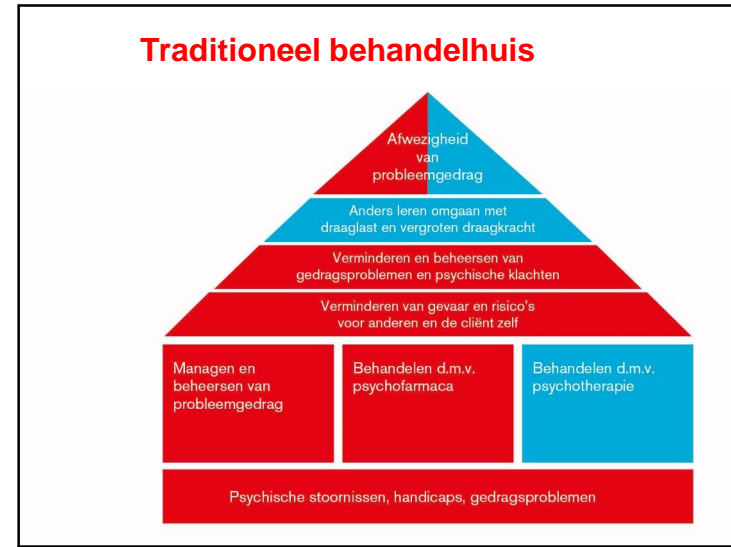 Traditioneel behandelhuis
Afwezigheid
van
probleemgedrag
Anders leren omgaan met
draaglast en vergroten draagkracht
Verminderen en beheersen van
gedragsproblemen en psychische klachten
Verminderen van gevaar en risico's
voor anderen en de cliënt zelf
Managen en
beheersen van
probleemgedrag
Behandelen d.m.v.
psychofarmaca
Behandelen d.m.v.
psychotherapie
Psychische stoornissen, handicaps, gedragsproblemen